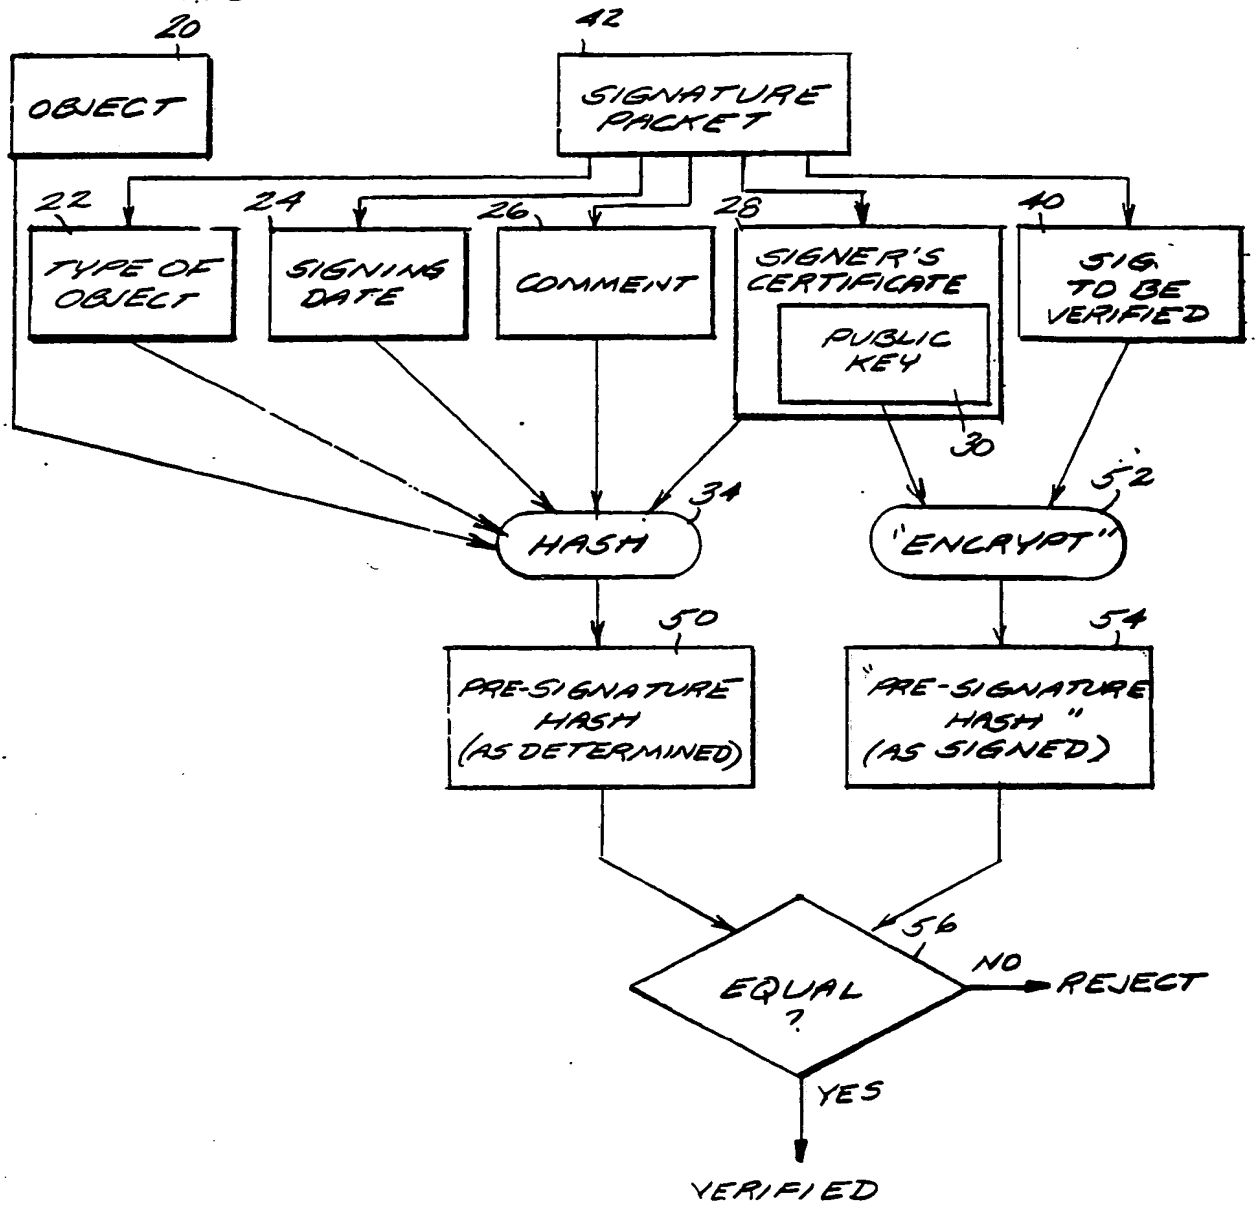 20
42
OBJECT
SIGNATURE
PACKET
22
24
26
28
40
TYPE OF
OBJECT
SIGNING
DATE
COMMENT
SIGNER'S
CERTIFICATE
PUBLIC
KEY
30
SIG.
TO BE
VERIFIED
34
HASH
52
"ENCRYPT"
50
PRE-SIGNATURE
HASH
(AS DETERMINED)
54
"PRE-SIGNATURE
HASH"
(AS SIGNED)
56
EQUAL
?
NO
REJECT
YES
VERIFIED